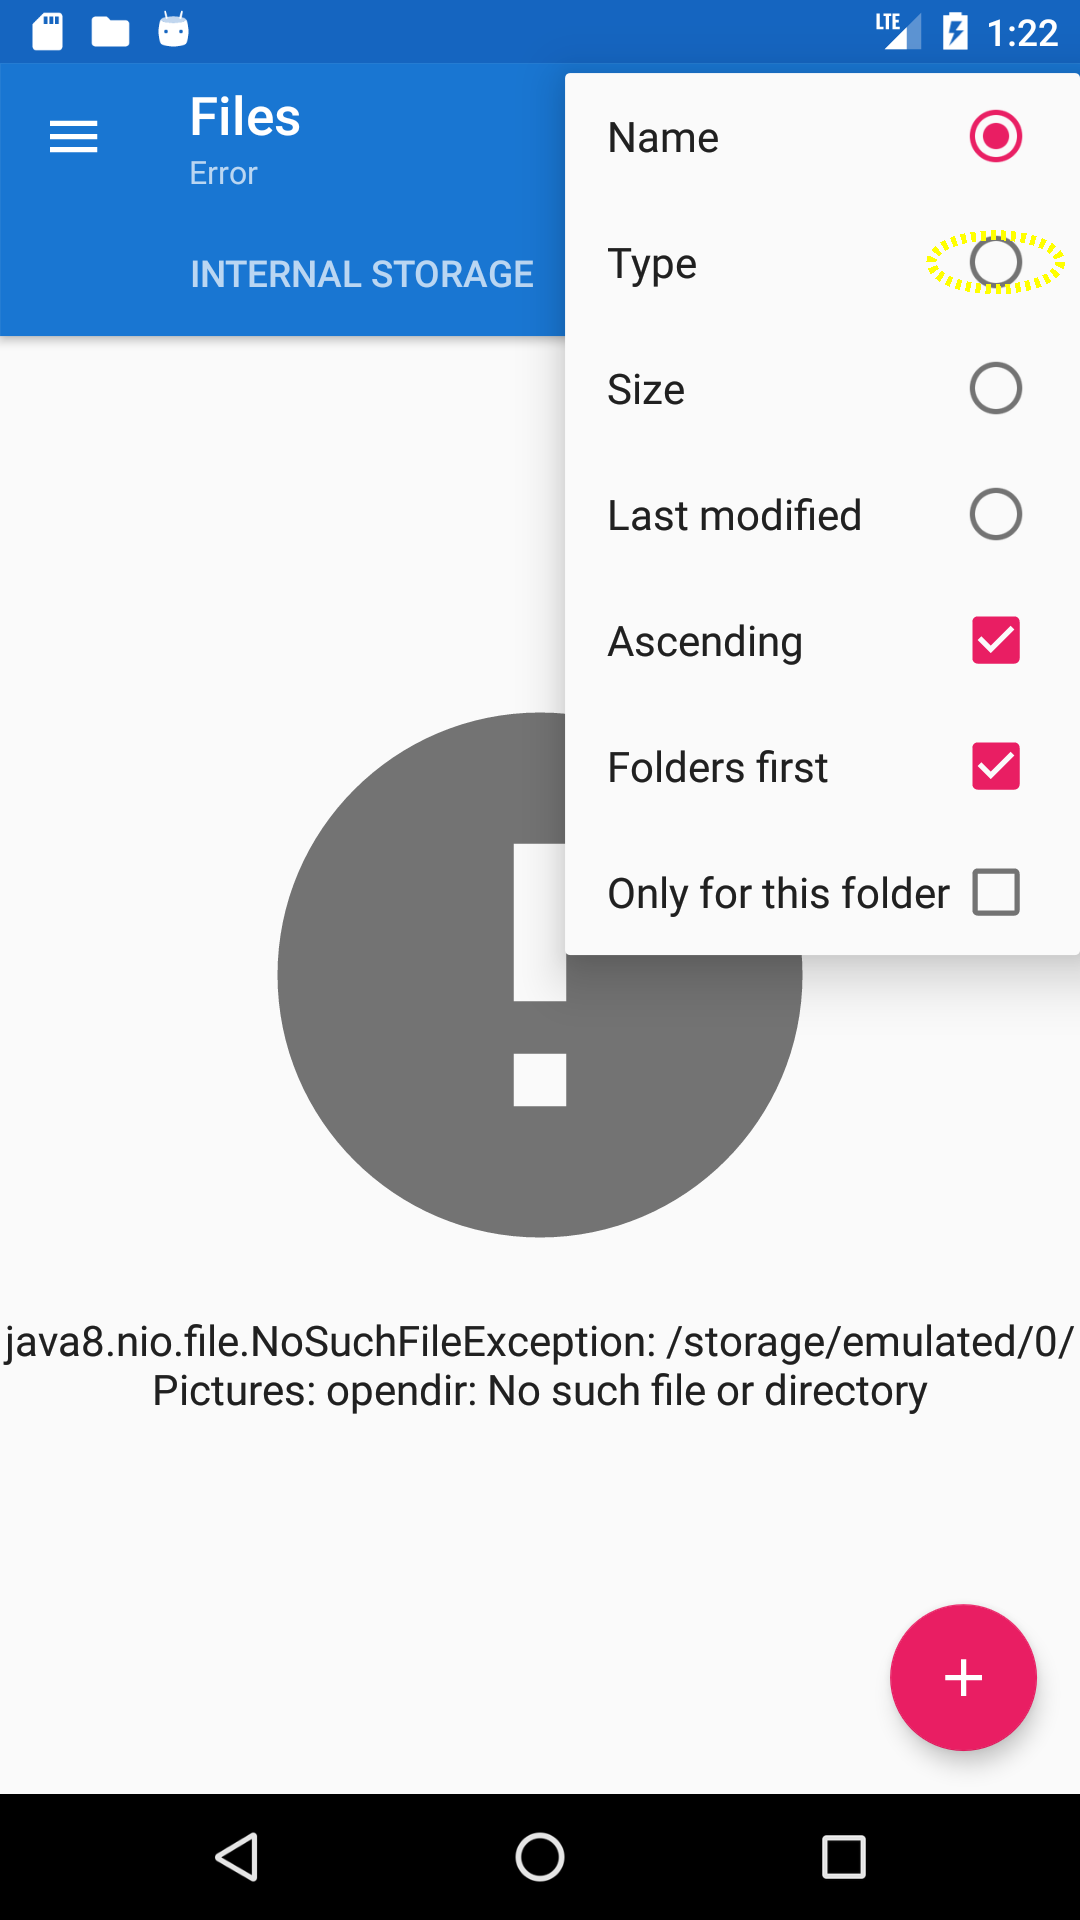 LTE 1:22
Files
Error
INTERNAL STORAGE
Name
Type
Size
Last modified
Ascending
Folders first
Only for this folder
java8.nio.file.NoSuchFileException: /storage/emulated/0/
Pictures: opendir: No such file or directory